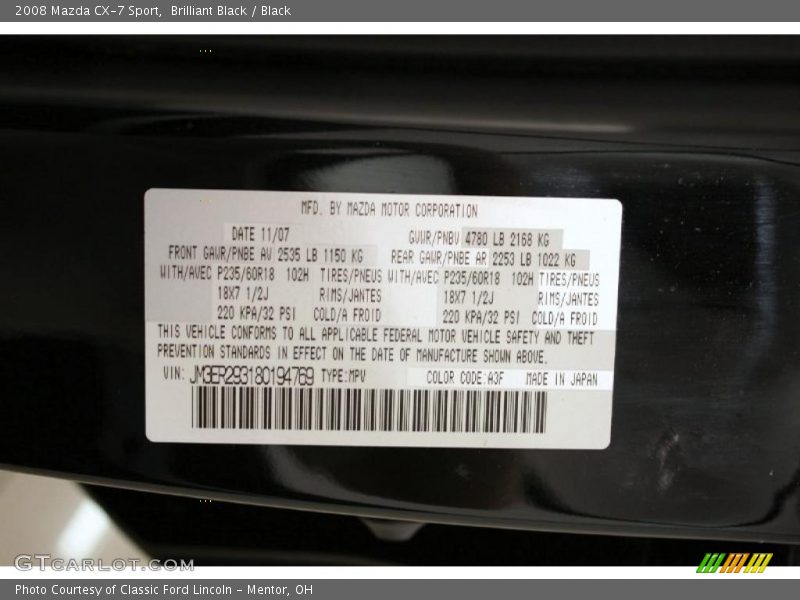 2008 Mazda CX-7 Sport,  Brilliant Black / Black
MFD. BY MAZDA MOTOR CORPORATION
DATE 11/07 GVWR/PNBV 4780 LB 2168 KG
FRONT GAWR/PNBE AV 2535 LB 1150 KG REAR GAWR/PNBE AR 2253 LB 1022 KG
WITH/AVEC P235/60R18 102H TIRES/PNEUS WITH/AVEC P235/60R18 102H TIRES/PNEUS
18X7 1/2J RIMS/JANTES 18X7 1/2J RIMS/JANTES
220 KPA/32 PSI COLD/A FROID 220 KPA/32 PSI COLD/A FROID
THIS VEHICLE CONFORMS TO ALL APPLICABLE FEDERAL MOTOR VEHICLE SAFETY AND THEFT
PREVENTION STANDARDS IN EFFECT ON THE DATE OF MANUFACTURE SHOWN ABOVE.
VIN: JM3ER293180194769 TYPE:MPV COLOR CODE:A3F MADE IN JAPAN
GTcarlot.com
Photo Courtesy of Classic Ford Lincoln - Mentor, OH